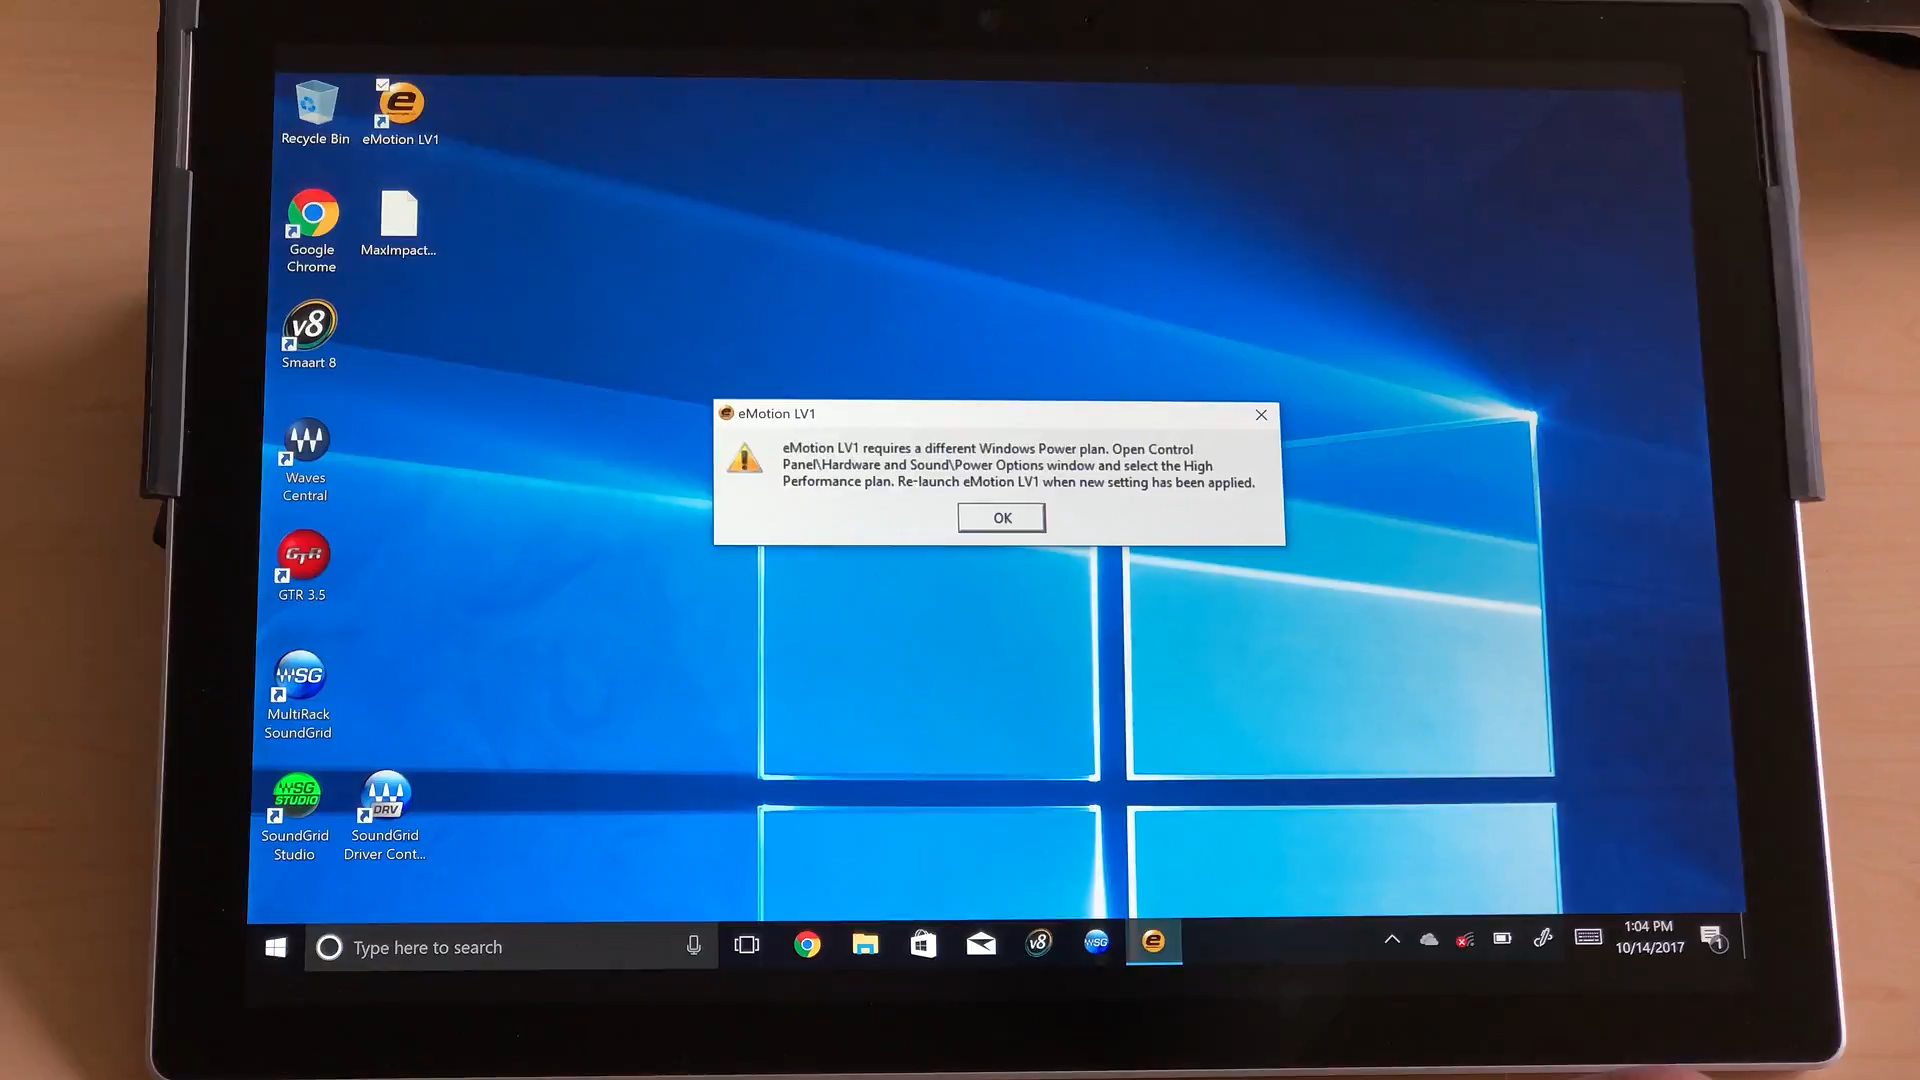 Recycle Bin
eMotion LV1
Google
Chrome
MaxImpact...
v8
Smaart 8
Waves
Central
GTR
GTR 3.5
WSG
MultiRack
SoundGrid
WSG
STUDIO
SoundGrid
Studio
DRV
SoundGrid
Driver Cont...
eMotion LV1
eMotion LV1 requires a different Windows Power plan. Open Control
Panel\Hardware and Sound\Power Options window and select the High
Performance plan. Re-launch eMotion LV1 when new setting has been applied.
OK
Type here to search
v8
WSG
1:04 PM
10/14/2017
1